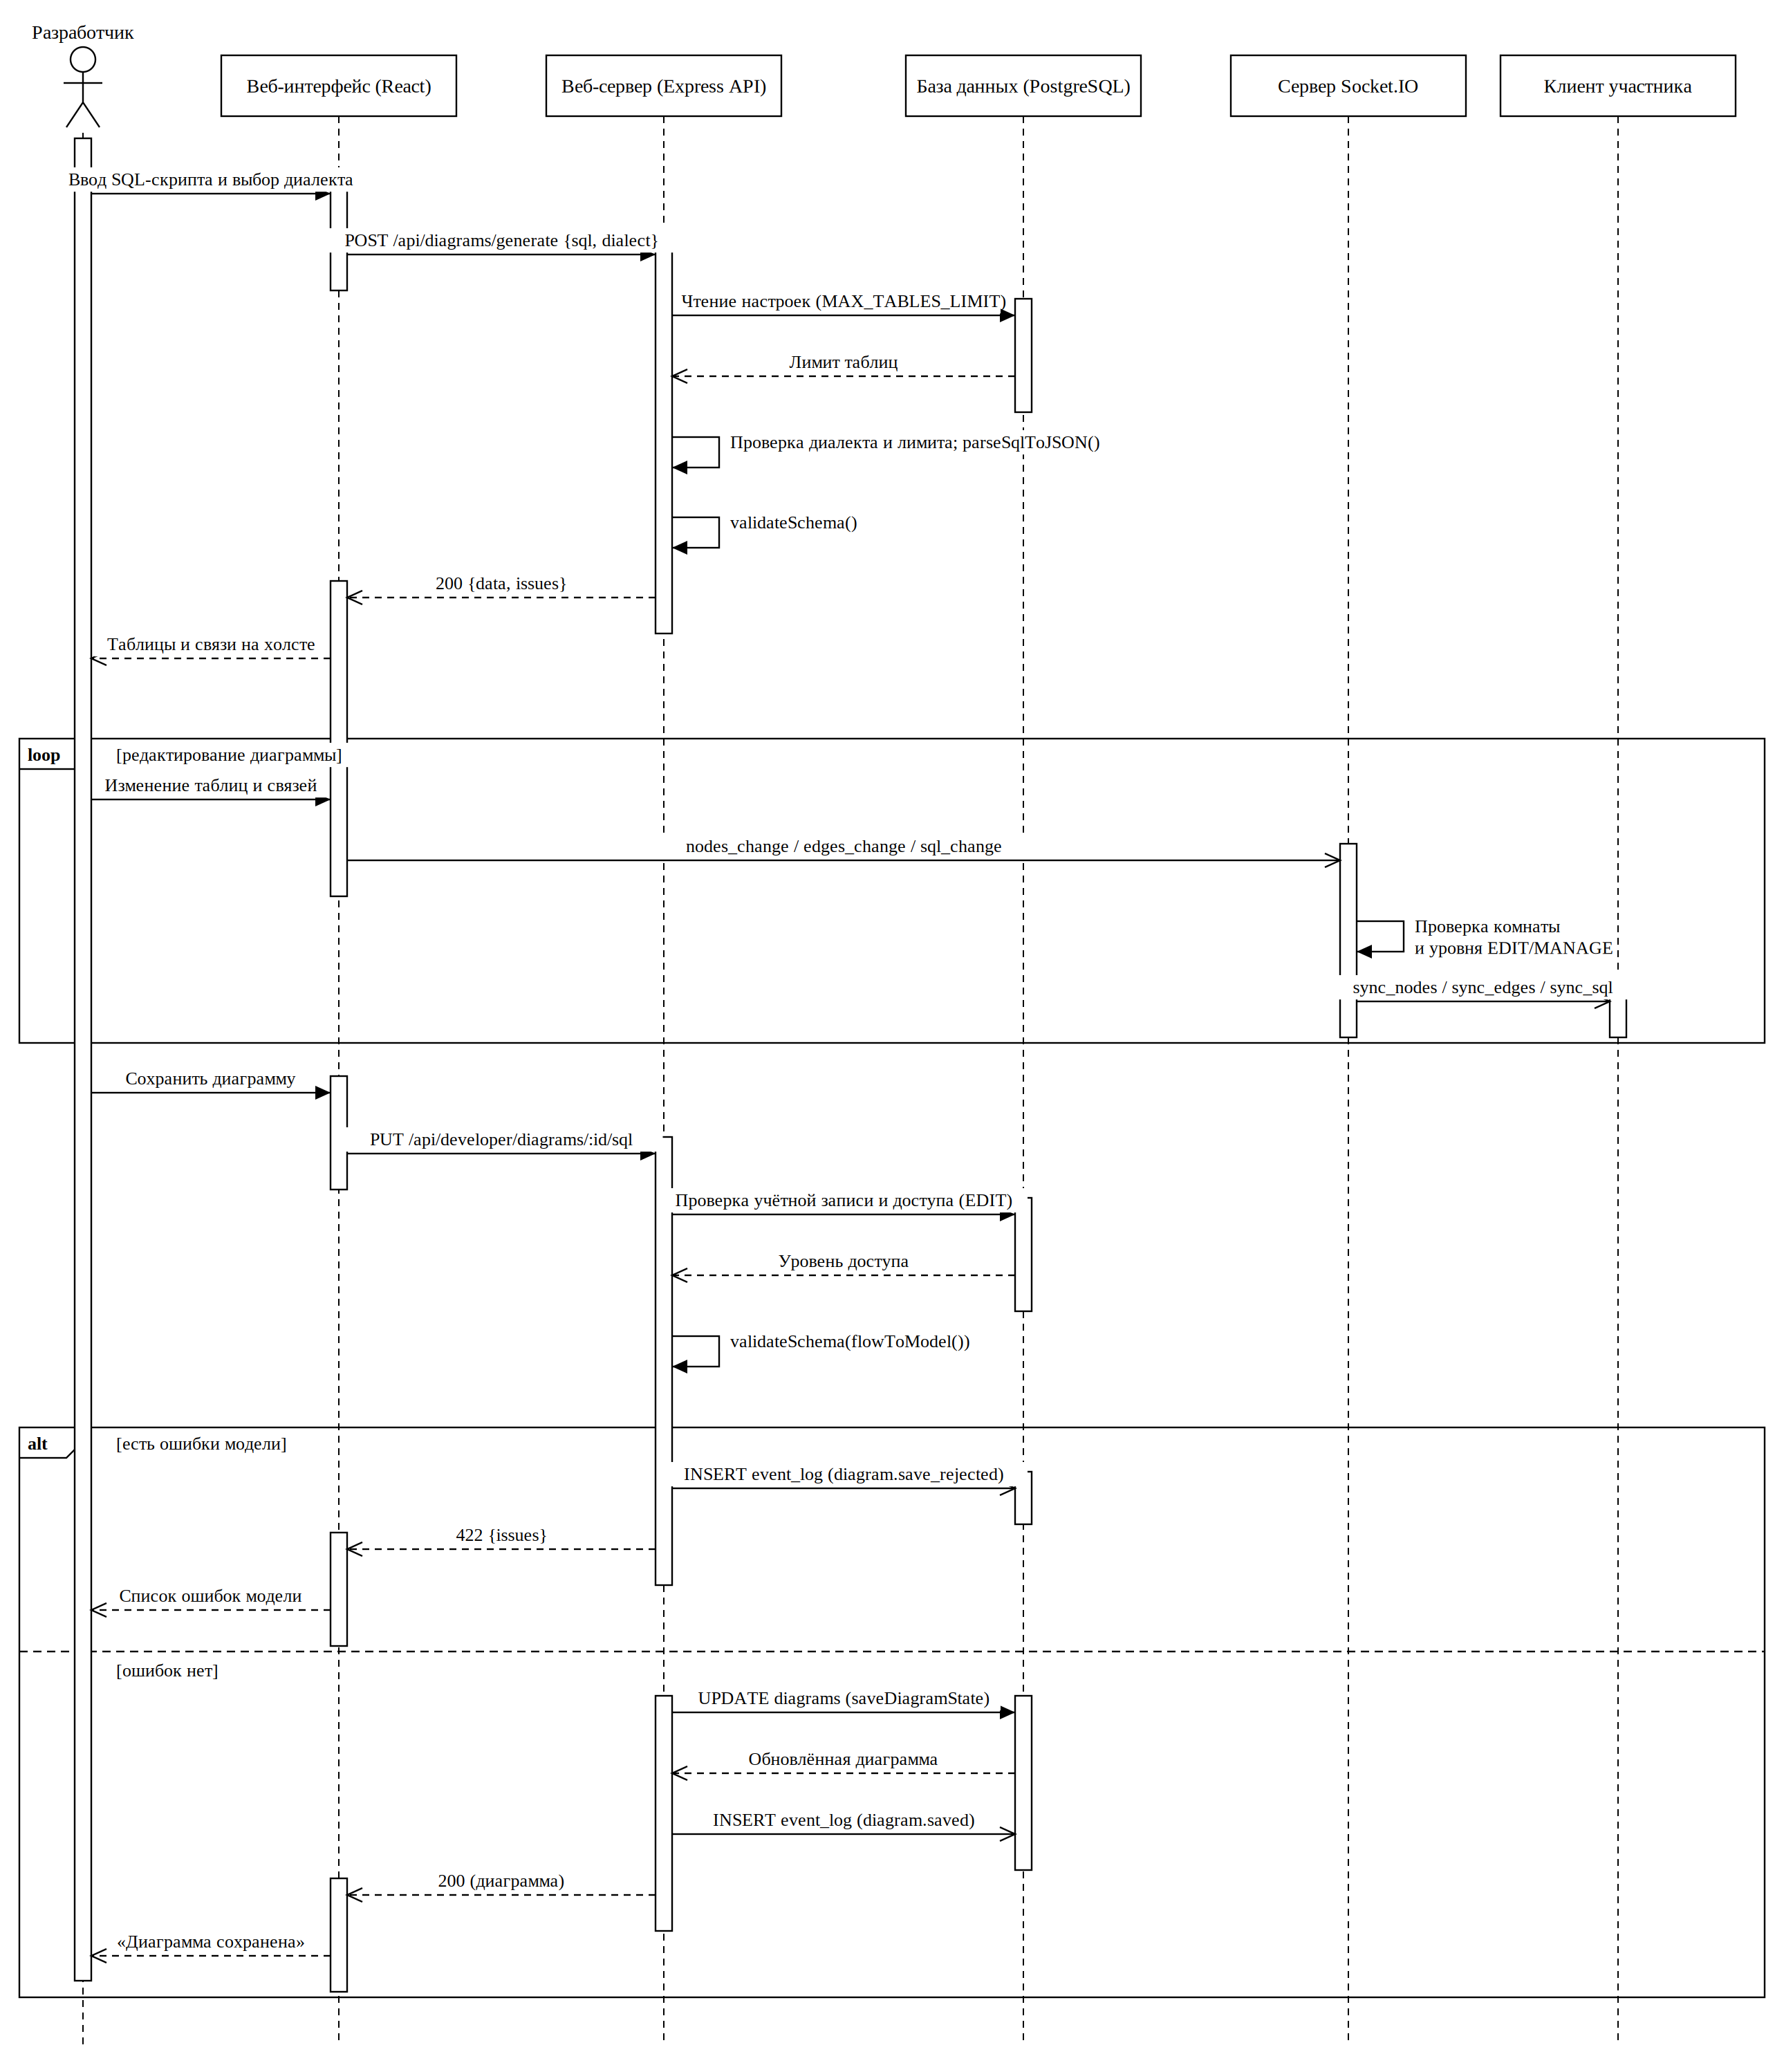 Разработчик
Веб-интерфейс (React)
Веб-сервер (Express API)
База данных (PostgreSQL)
Сервер Socket.IO
Клиент участника
Ввод SQL-скрипта и выбор диалекта
POST /api/diagrams/generate {sql, dialect}
Чтение настроек (MAX_TABLES_LIMIT)
Лимит таблиц
Проверка диалекта и лимита; parseSqlToJSON()
validateSchema()
200 {data, issues}
Таблицы и связи на холсте
loop
[редактирование диаграммы]
Изменение таблиц и связей
nodes_change / edges_change / sql_change
Проверка комнаты
и уровня EDIT/MANAGE
sync_nodes / sync_edges / sync_sql
Сохранить диаграмму
PUT /api/developer/diagrams/:id/sql
Проверка учётной записи и доступа (EDIT)
Уровень доступа
validateSchema(flowToModel())
alt
[есть ошибки модели]
INSERT event_log (diagram.save_rejected)
422 {issues}
Список ошибок модели
[ошибок нет]
UPDATE diagrams (saveDiagramState)
Обновлённая диаграмма
INSERT event_log (diagram.saved)
200 (диаграмма)
«Диаграмма сохранена»